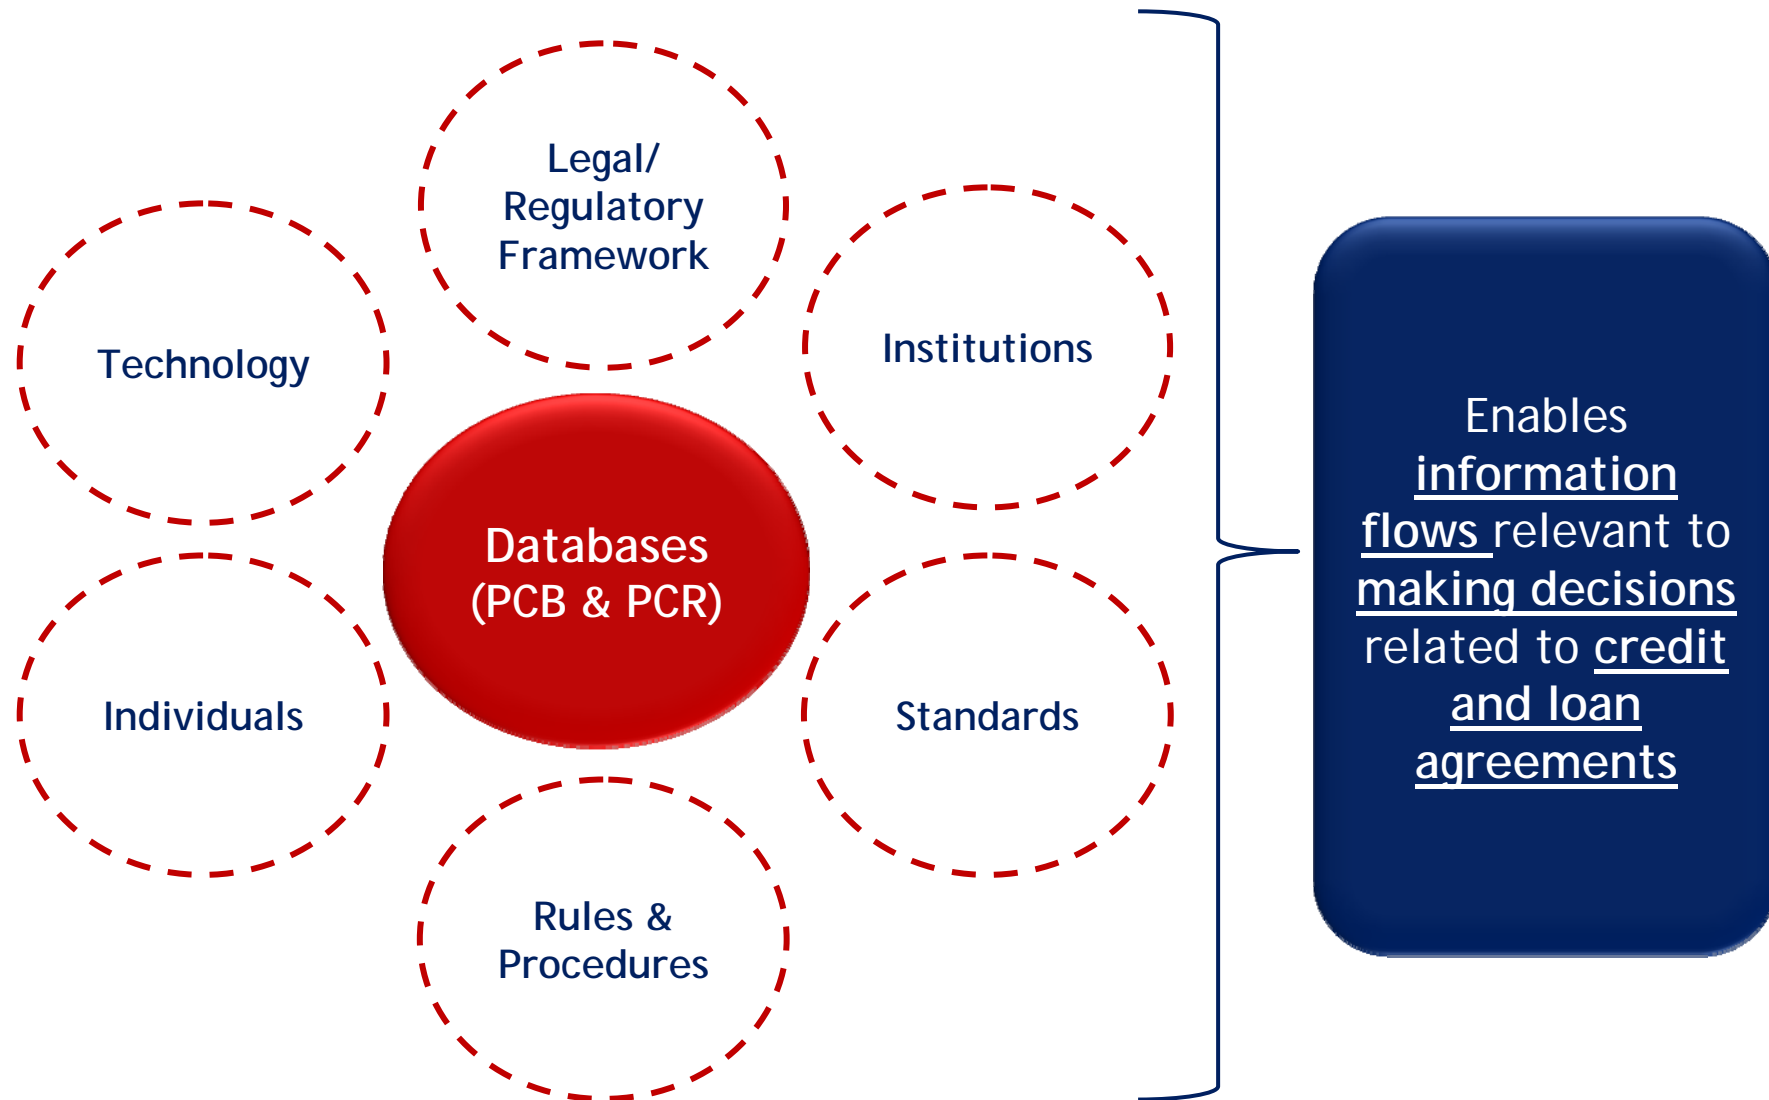 Legal/
Regulatory
Framework
Technology
Institutions
Databases
(PCB & PCR)
Individuals
Standards
Rules &
Procedures
Enables
information
flows relevant to
making decisions
related to credit
and loan
agreements